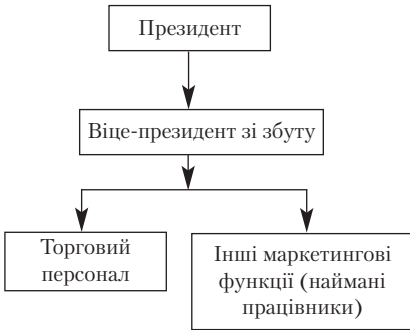 Президент
Віце-президент зі збуту
Торговий
персонал
Інші маркетингові
функції (наймані
працівники)